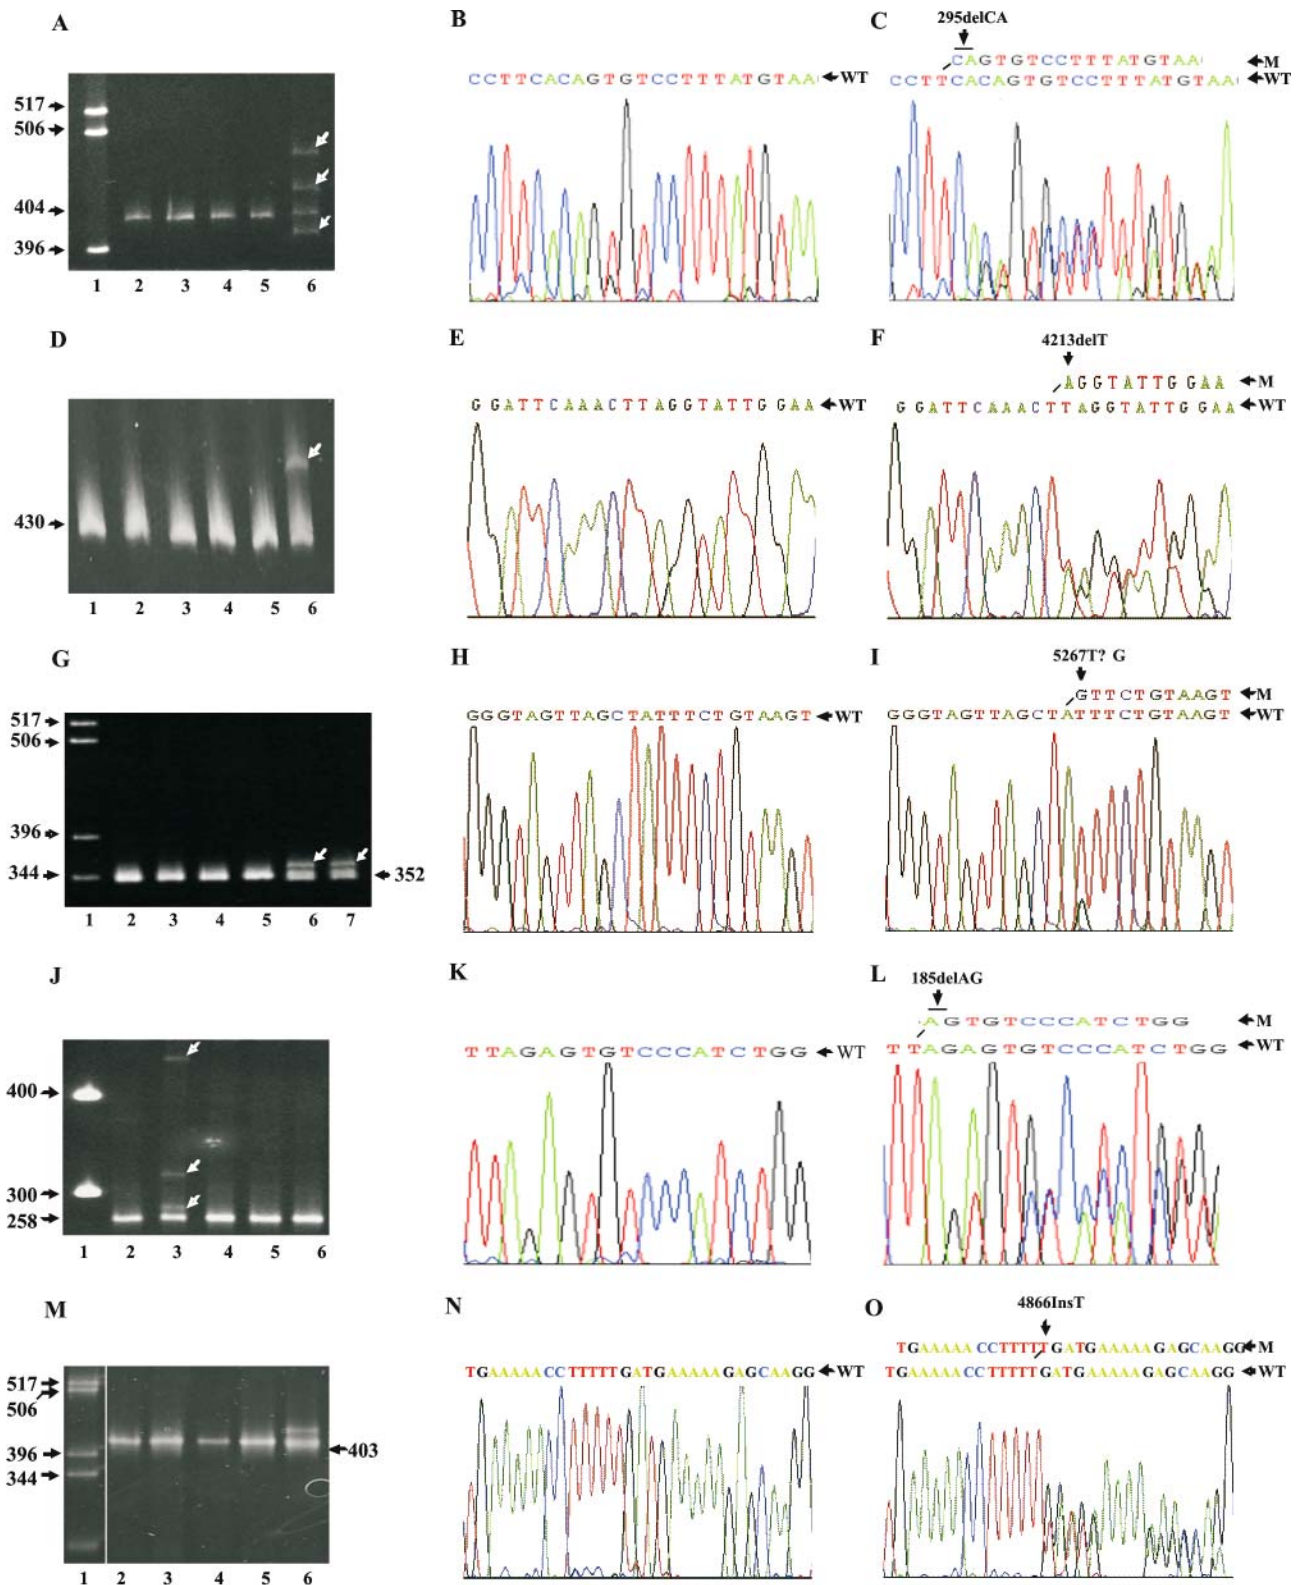 A
517
506
404
396
1 2 3 4 5 6
B
CCTTCACAGTGTCCTTTATGTAA WT
C
295delCA
CAGTGTCCTTTATGTAA M
CCTTCACAGTGTCCTTTATGTAA WT
D
430
1 2 3 4 5 6
E
GGATTCAAACTTAGGTATTGGAA WT
F
4213delT
AGGTATTGGAA M
GGATTCAAACTTAGGTATTGGAA WT
G
517
506
396
344
352
1 2 3 4 5 6 7
H
GGGTAGTTAGCTATTTCTGTAAGT WT
I
5267T? G
GTTCTGTAAGT M
GGGTAGTTAGCTATTTCTGTAAGT WT
J
400
300
258
1 2 3 4 5 6
K
TTAGAGTGTCCCATCTGG WT
L
185delAG
AGTGTCCCATCTGG M
TTAGAGTGTCCCATCTGG WT
M
517
506
396
344
403
1 2 3 4 5 6
N
TGAAAAACCTTTTTGATGAAAAAGAGCAAGG WT
O
4866InsT
TGAAAAACCTTTTTTGATGAAAAAGAGCAAGG M
TGAAAAACCTTTTTGATGAAAAAGAGCAAGG WT